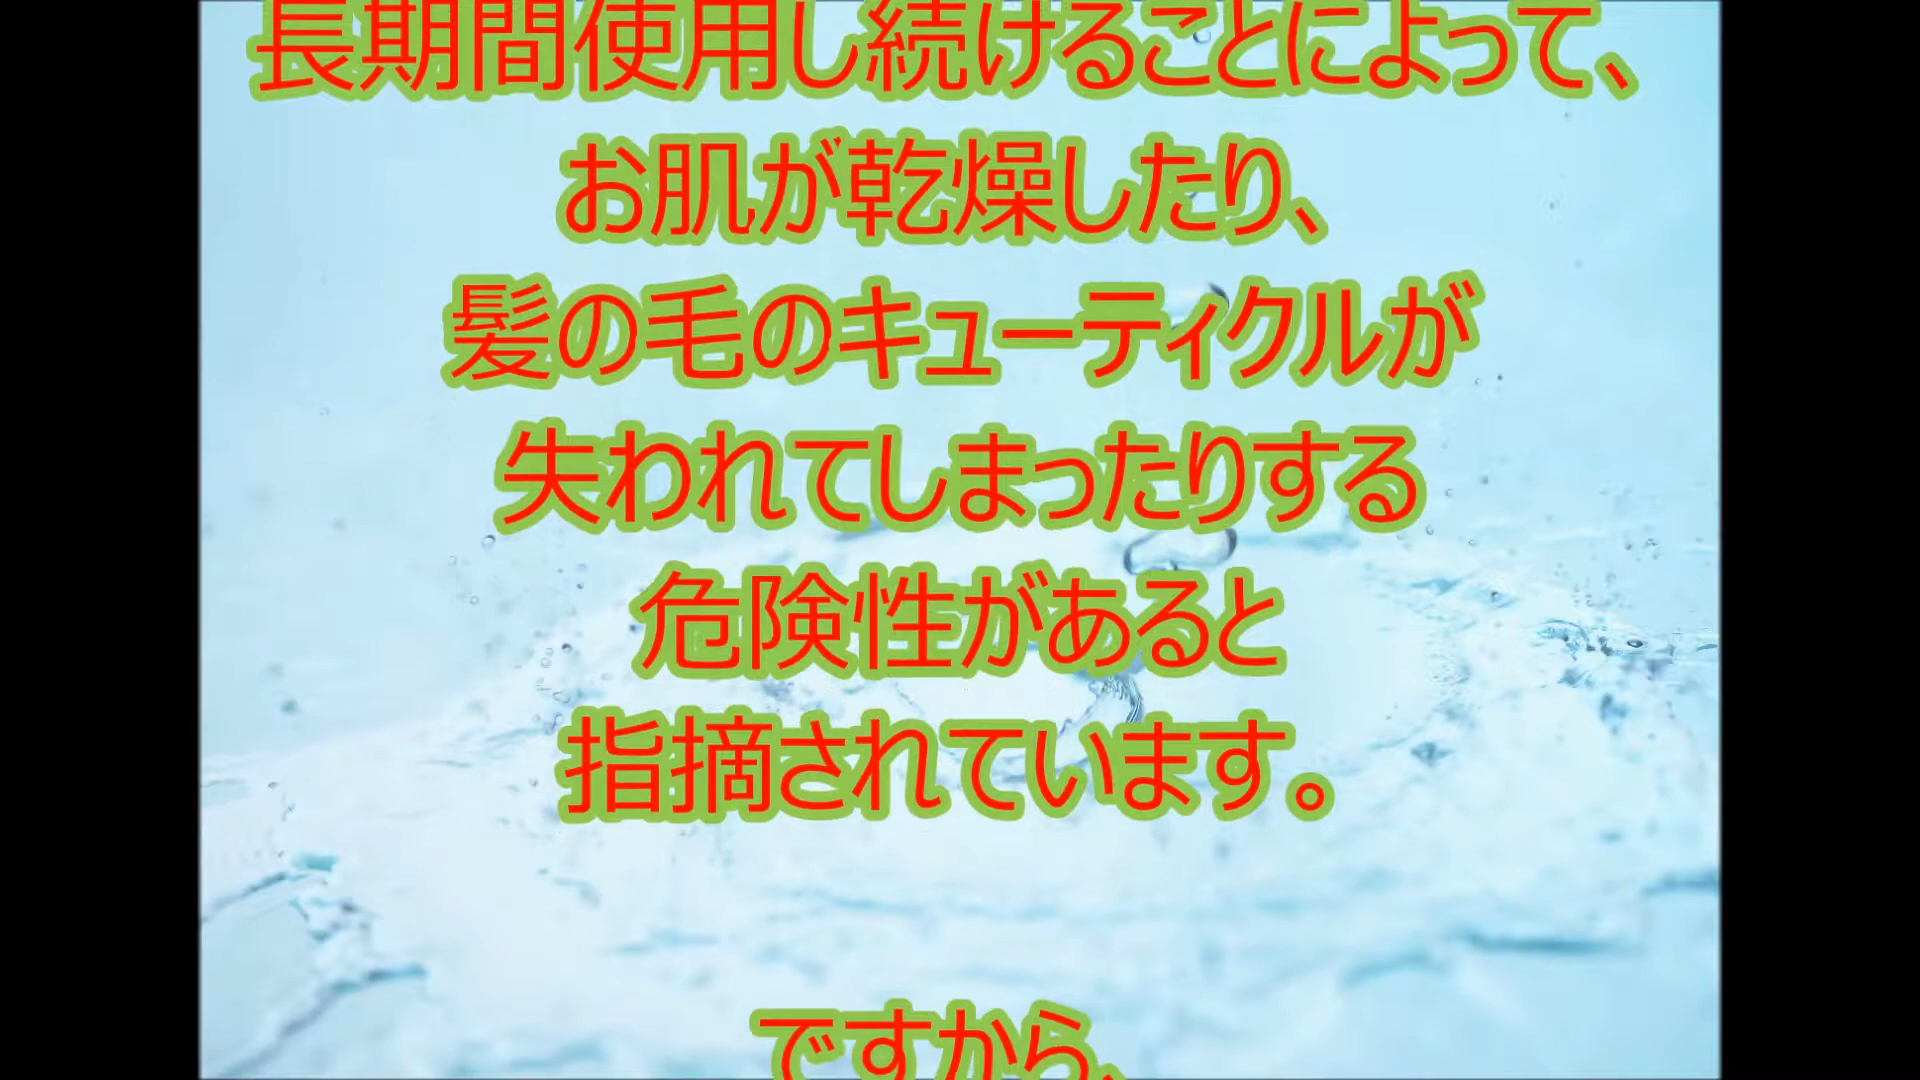 長期間使用し続けることによって、
お肌が乾燥したり、
髪の毛のキューティクルが
失われてしまったりする
危険性があると
指摘されています。
ですから、